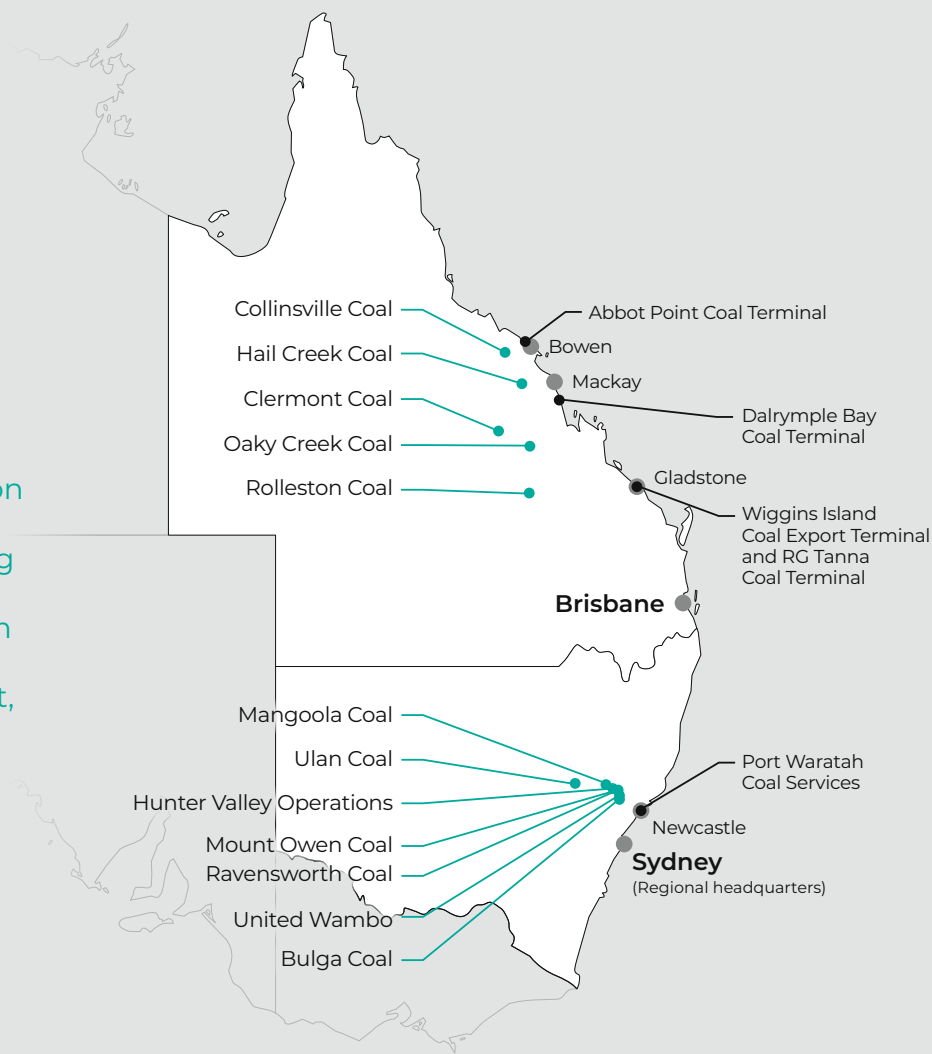 Collinsville Coal
Hail Creek Coal
Clermont Coal
Oaky Creek Coal
Rolleston Coal
Abbot Point Coal Terminal
Bowen
Mackay
Dalrymple Bay
Coal Terminal
Gladstone
Wiggins Island
Coal Export Terminal
and RG Tanna
Coal Terminal
Brisbane
Mangoola Coal
Ulan Coal
Hunter Valley Operations
Mount Owen Coal
Ravensworth Coal
United Wambo
Bulga Coal
Port Waratah
Coal Services
Newcastle
Sydney
(Regional headquarters)